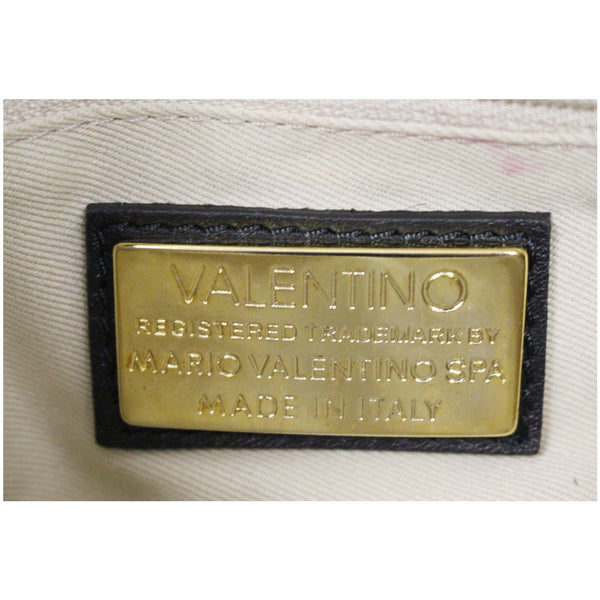 VALENTINO
REGISTERED TRADEMARK BY
MARIO VALENTINO SPA
MADE IN ITALY